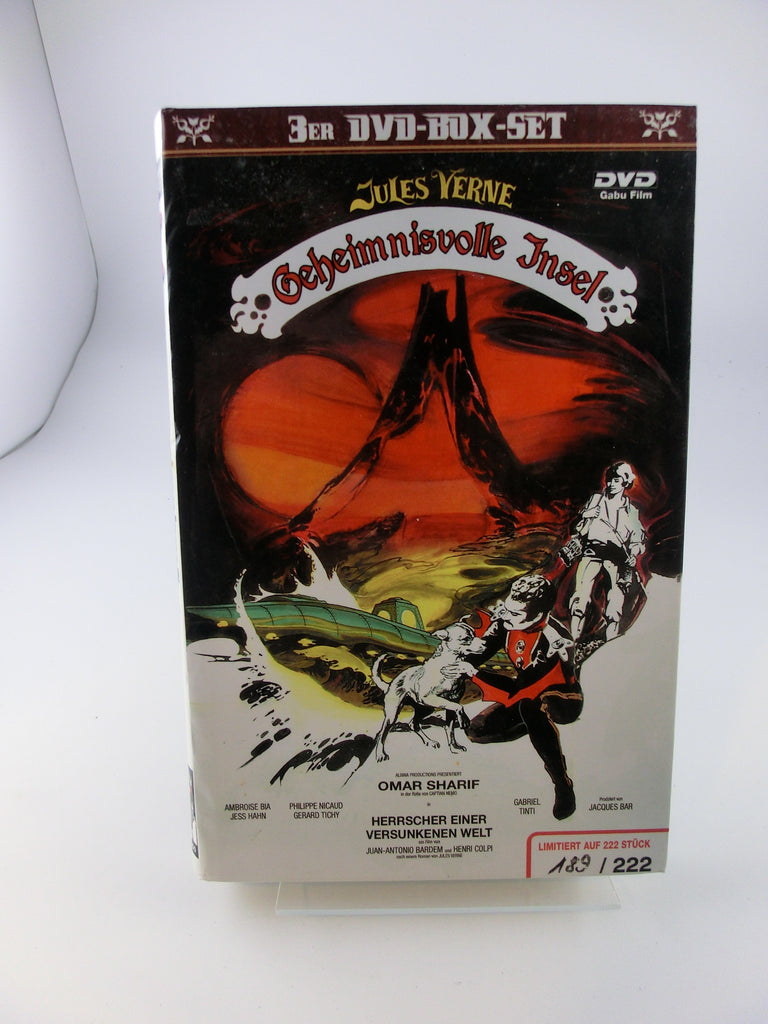 3ER DVD-BOX-SET
JULES VERNE
DVD
Gabu Film
Geheimnisvolle Insel
ALBINA PRODUCTIONS PRESENTIERT
OMAR SHARIF
in der Rolle von CAPTAIN NEMO
in
HERRSCHER EINER
VERSUNKENEN WELT
ein Film von
JUAN-ANTONIO BARDEM und HENRI COLPI
nach einem Roman von JULES VERNE
AMBROISE BIA
JESS HAHN
PHILIPPE NICAUD
GERARD TICHY
GABRIEL
TINTI
Produziert von
JACQUES BAR
LIMITIERT AUF 222 STÜCK
189 / 222